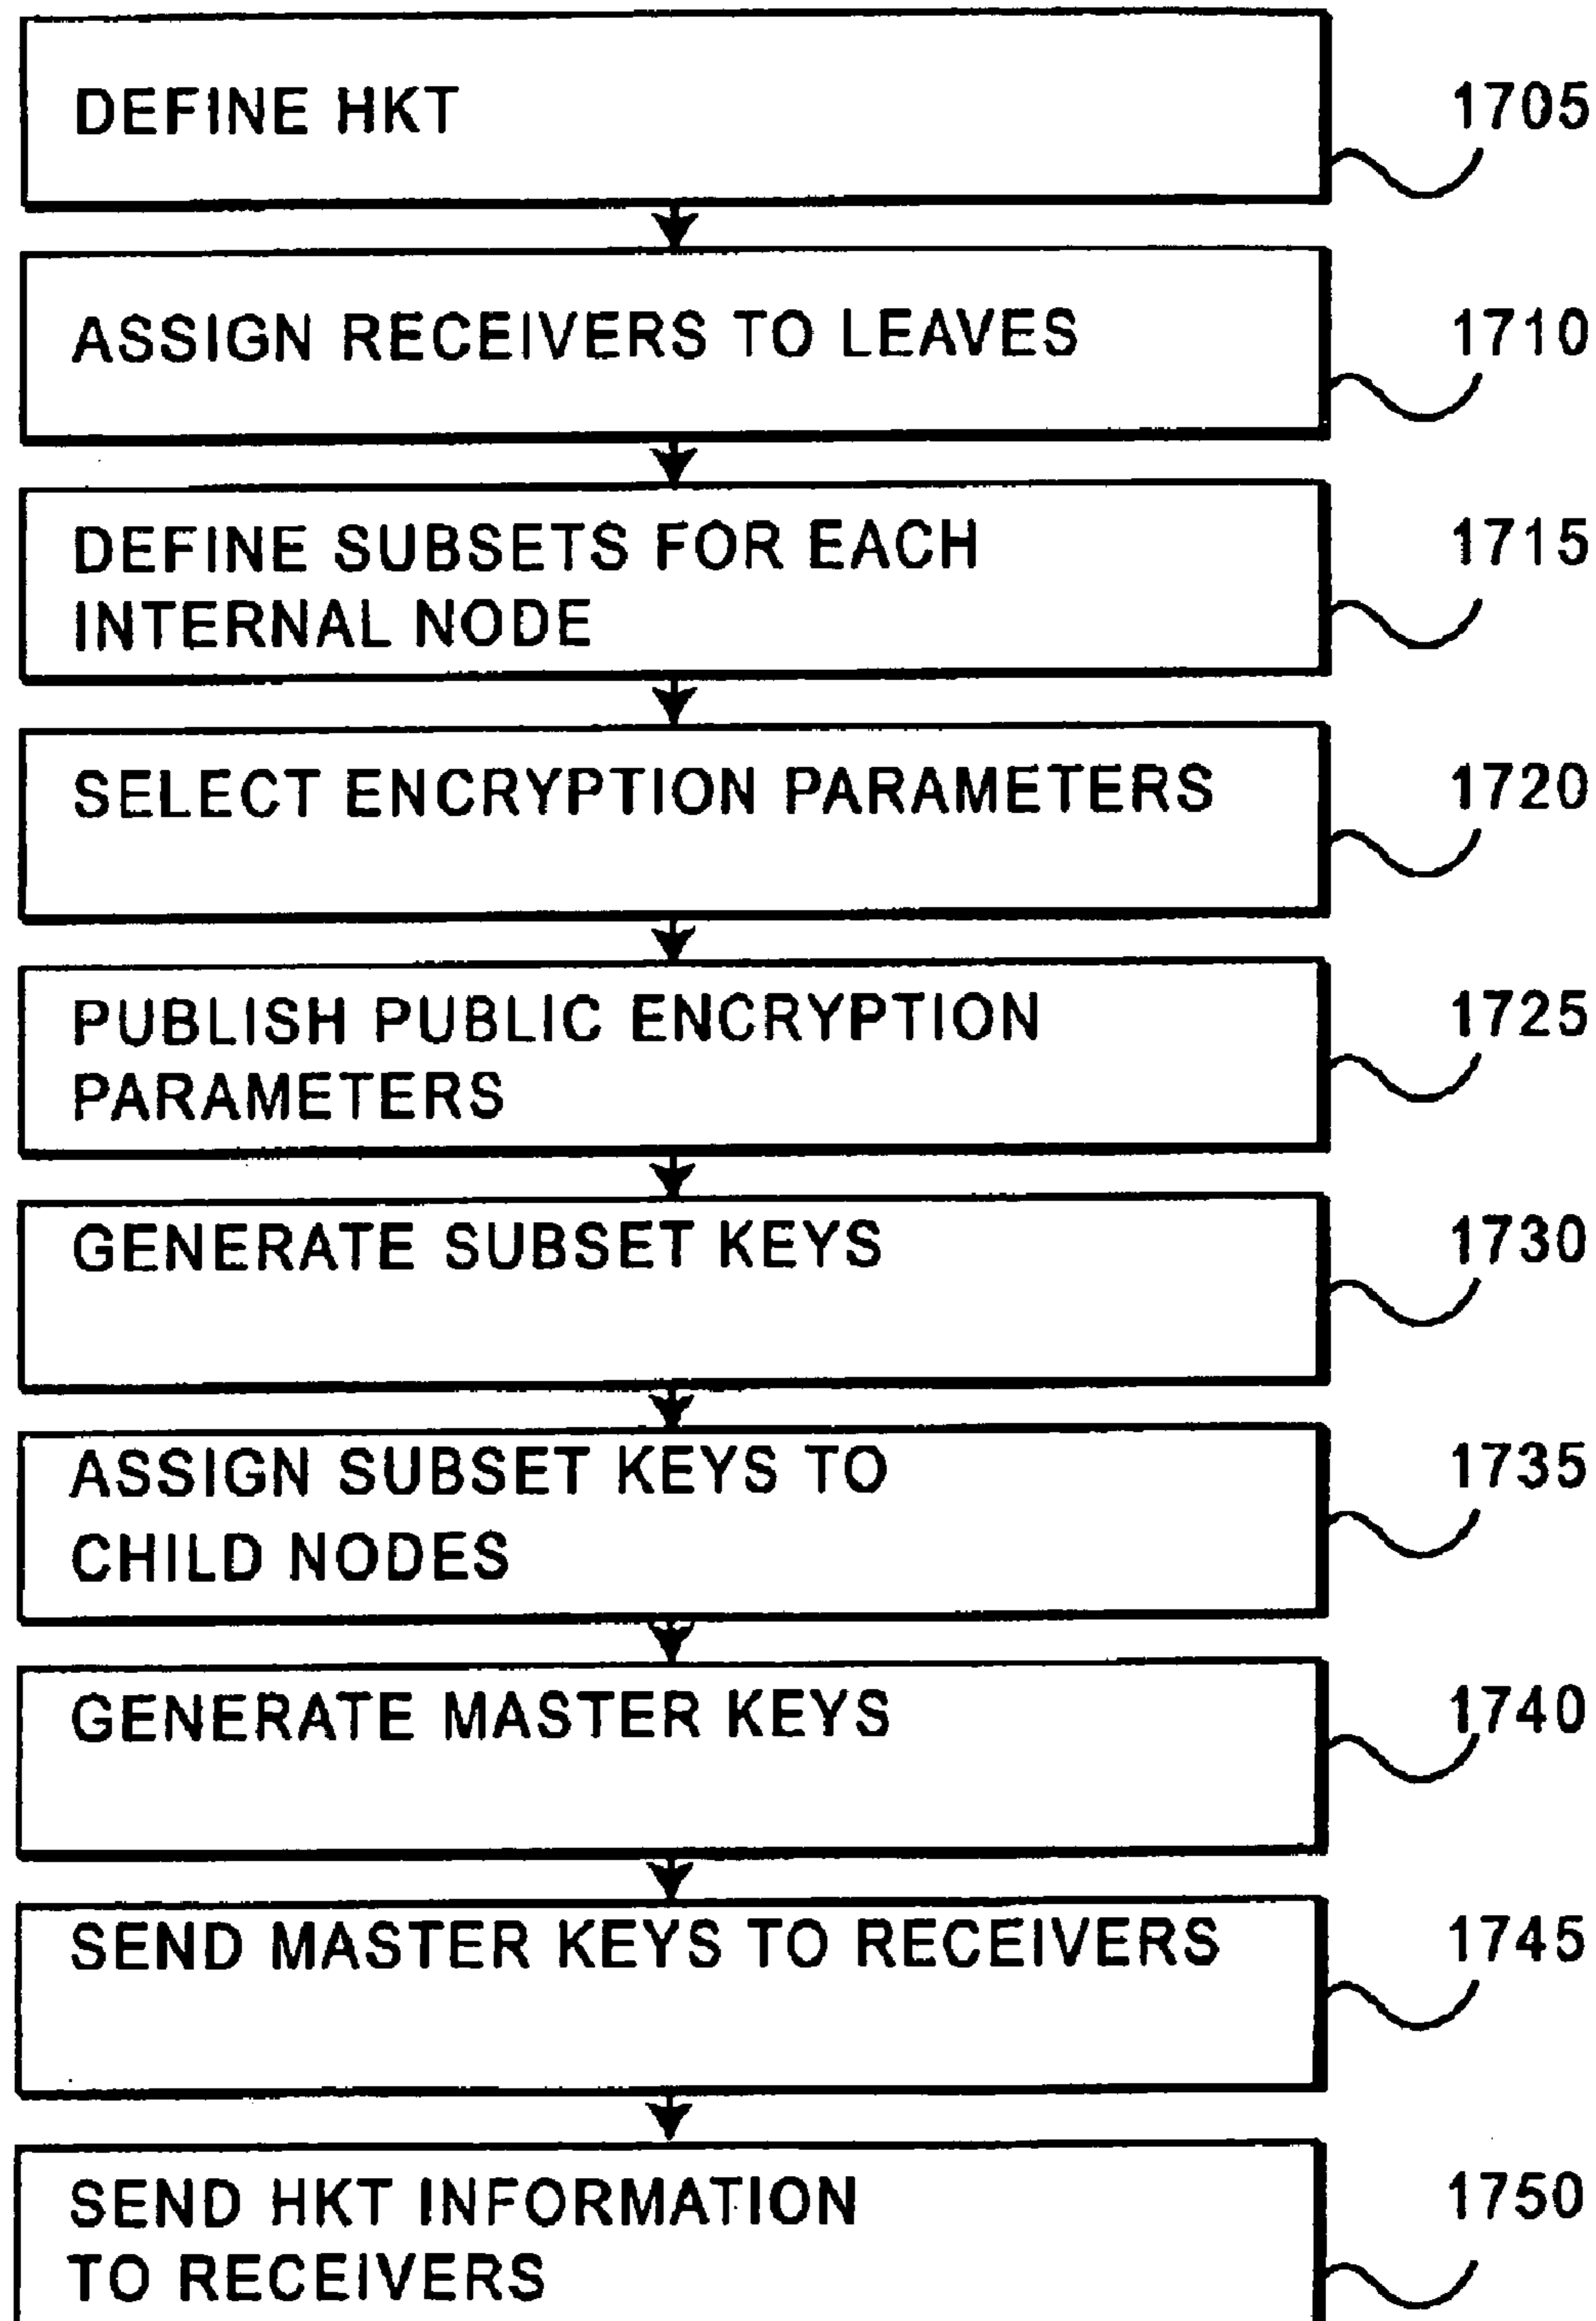 DEFINE HKT
1705
ASSIGN RECEIVERS TO LEAVES
1710
DEFINE SUBSETS FOR EACH
INTERNAL NODE
1715
SELECT ENCRYPTION PARAMETERS
1720
PUBLISH PUBLIC ENCRYPTION
PARAMETERS
1725
GENERATE SUBSET KEYS
1730
ASSIGN SUBSET KEYS TO
CHILD NODES
1735
GENERATE MASTER KEYS
1740
SEND MASTER KEYS TO RECEIVERS
1745
SEND HKT INFORMATION
TO RECEIVERS
1750